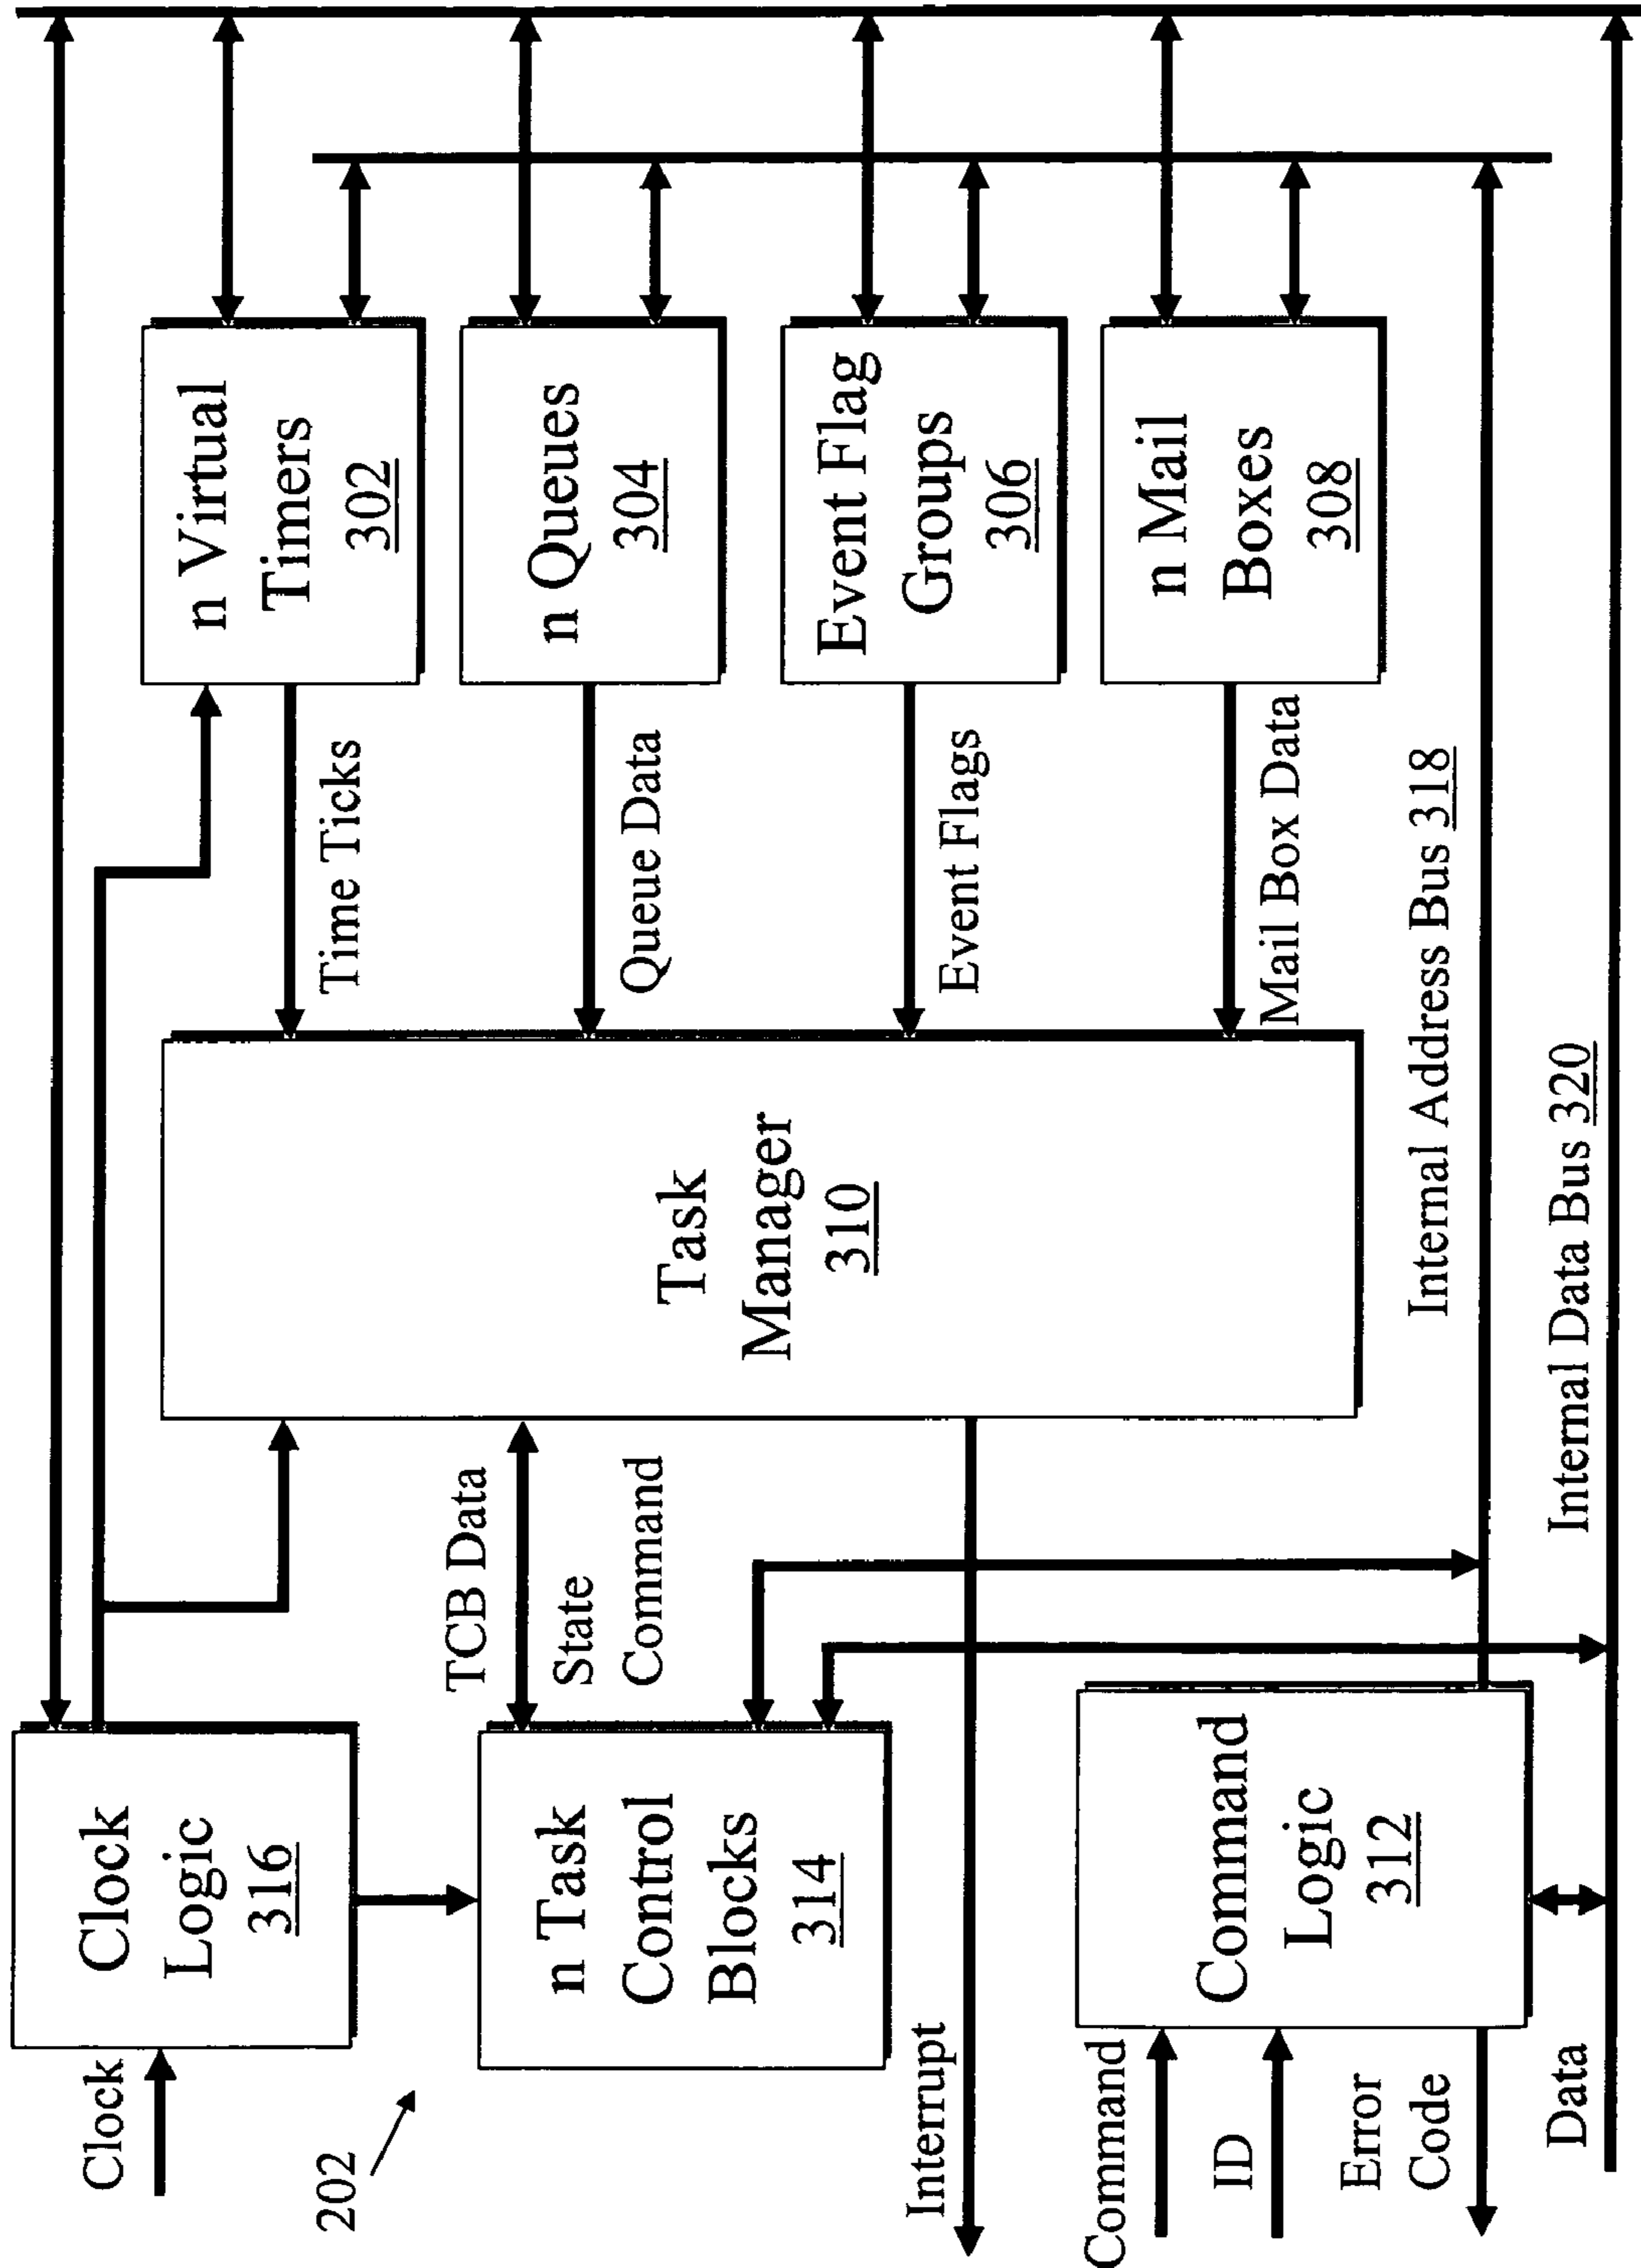 Clock
202
Interrupt
Command
ID
Error
Code
Data
Clock
Logic
316
n Task
Control
Blocks
314
Command
Logic
312
TCB Data
State
Command
Task
Manager
310
Internal Address Bus 318
Internal Data Bus 320
Time Ticks
Queue Data
Event Flags
Mail Box Data
n Virtual
Timers
302
n Queues
304
Event Flag
Groups
306
n Mail
Boxes
308